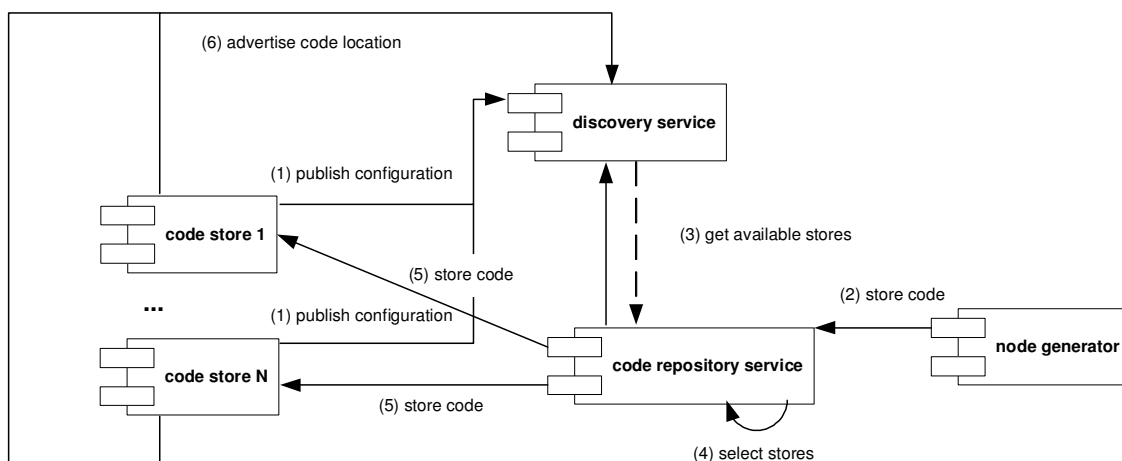 (6) advertise code location
discovery service
(1) publish configuration
code store 1
(3) get available stores
(5) store code
(2) store code
...
(1) publish configuration
node generator
code repository service
code store N
(5) store code
(4) select stores